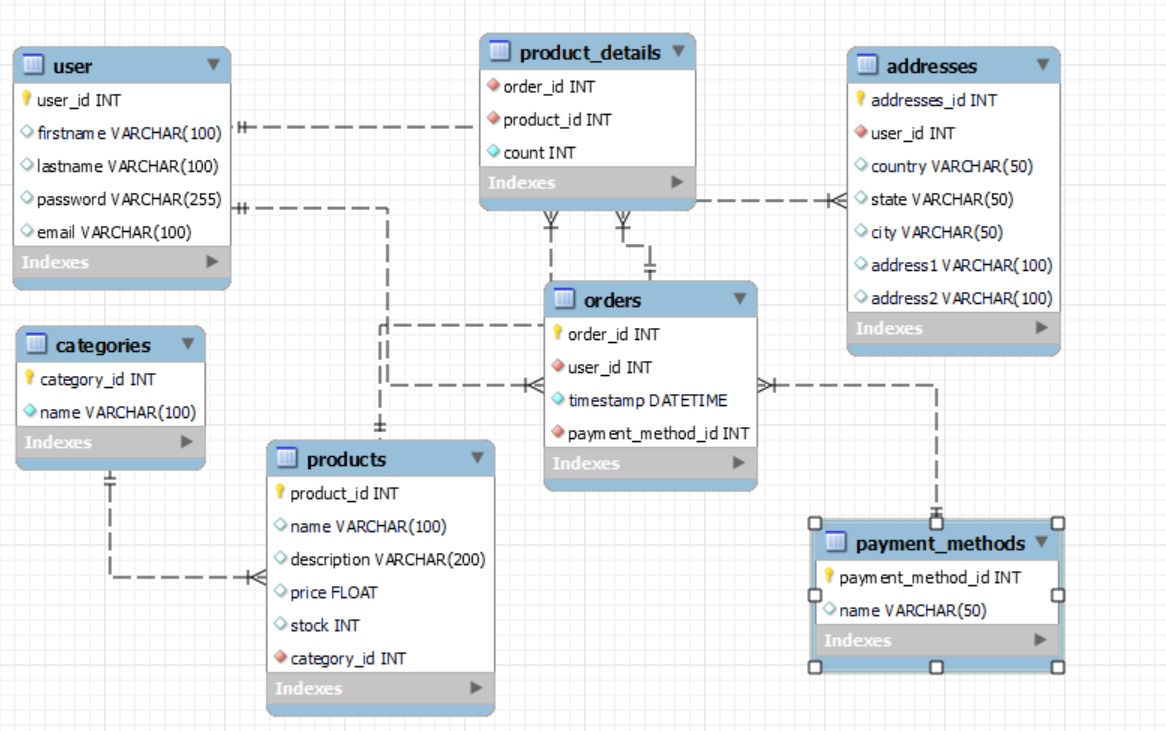 user
user_id INT
firstname VARCHAR(100)
lastname VARCHAR(100)
password VARCHAR(255)
email VARCHAR(100)
Indexes
product_details
order_id INT
product_id INT
count INT
Indexes
addresses
addresses_id INT
user_id INT
country VARCHAR(50)
state VARCHAR(50)
city VARCHAR(50)
address1 VARCHAR(100)
address2 VARCHAR(100)
Indexes
categories
category_id INT
name VARCHAR(100)
Indexes
orders
order_id INT
user_id INT
timestamp DATETIME
payment_method_id INT
Indexes
products
product_id INT
name VARCHAR(100)
description VARCHAR(200)
price FLOAT
stock INT
category_id INT
Indexes
payment_methods
payment_method_id INT
name VARCHAR(50)
Indexes